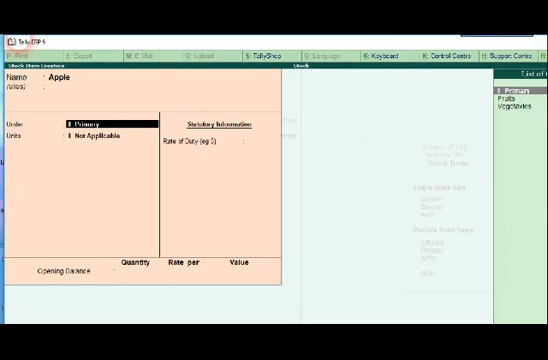 Tally.ERP 9
P: Print E: Export M: E-Mail O: Upload S: TallyShop G: Language K: Keyboard K: Control Centre H: Support Centre H:
Stock Item Creation Stock
Name : Apple
(alias) :
List of
Primary
Fruits
Vegetables
Under : Primary
Units : Not Applicable
Statutory Information
Rate of Duty (eg 5) :
Stock Items
Single Stock Item
Create
Display
Alter
Multiple Stock Items
Create
Display
Alter
Quit
Quantity Rate per Value
Opening Balance :